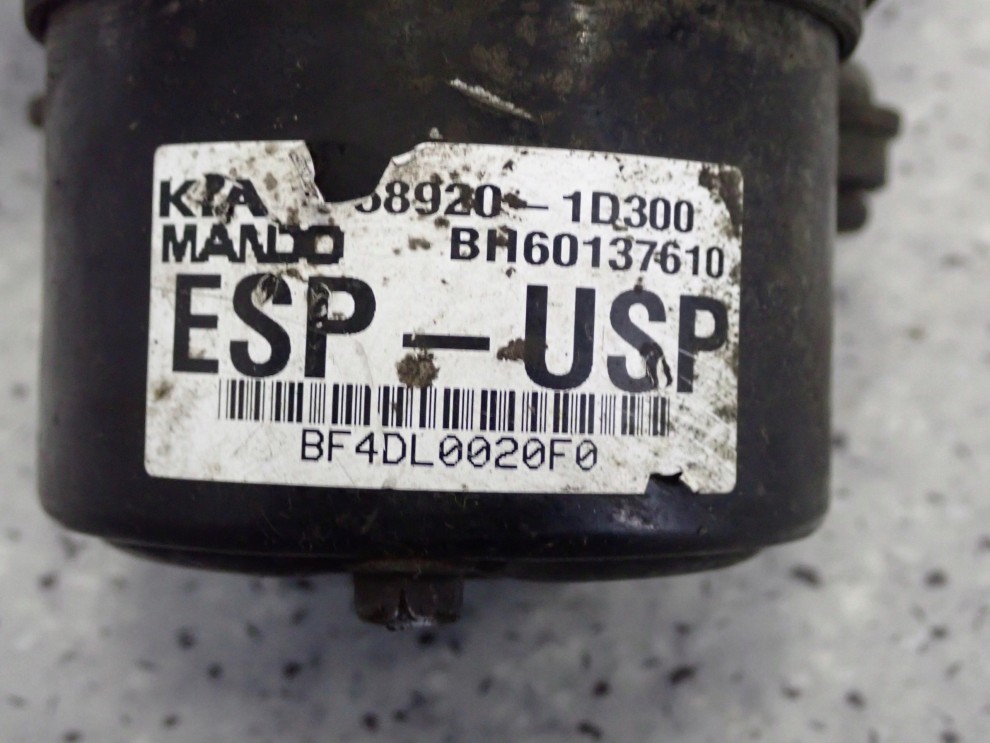 KIA 58920-1D300
MANDO BH60137610
ESP-USP
BF4DL0020F0